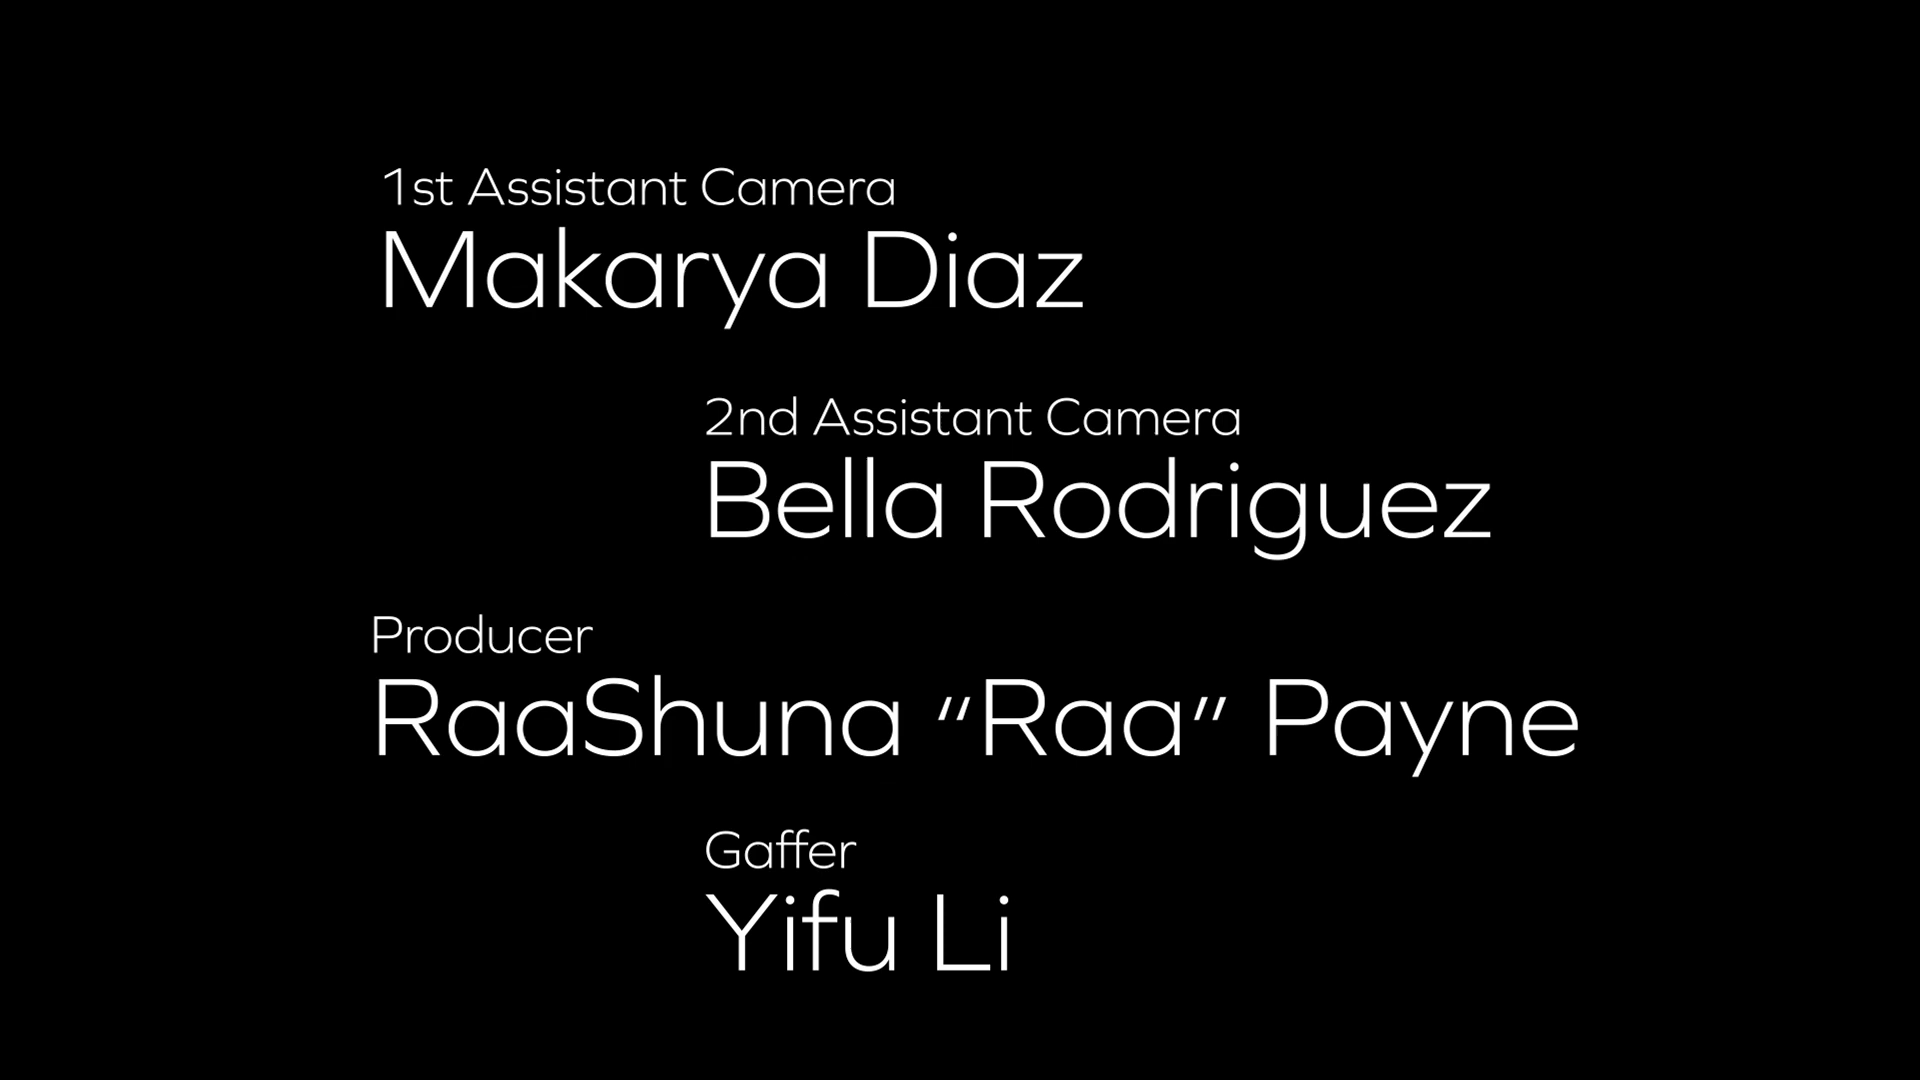 1st Assistant Camera
Makarya Diaz
2nd Assistant Camera
Bella Rodriguez
Producer
RaaShuna “Raa” Payne
Gaffer
Yifu Li